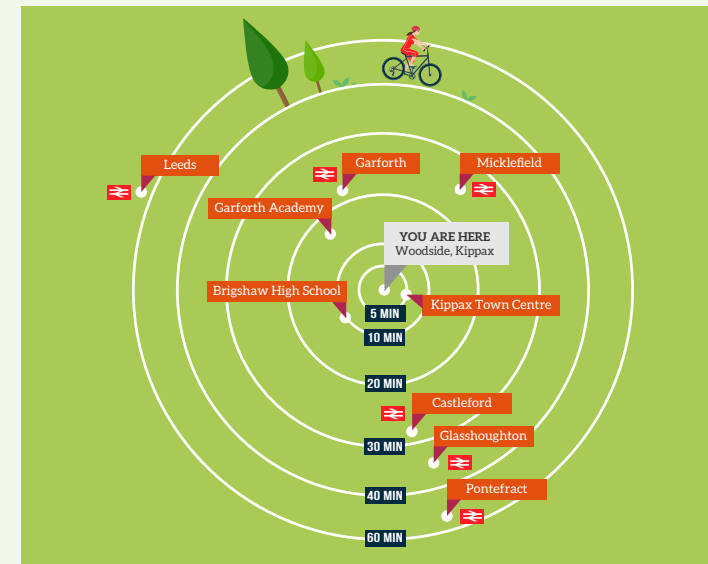 Leeds
Garforth
Micklefield
Garforth Academy
YOU ARE HERE
Woodside, Kippax
Brigshaw High School
Kippax Town Centre
5 MIN
10 MIN
20 MIN
Castleford
Glasshoughton
30 MIN
Pontefract
40 MIN
60 MIN